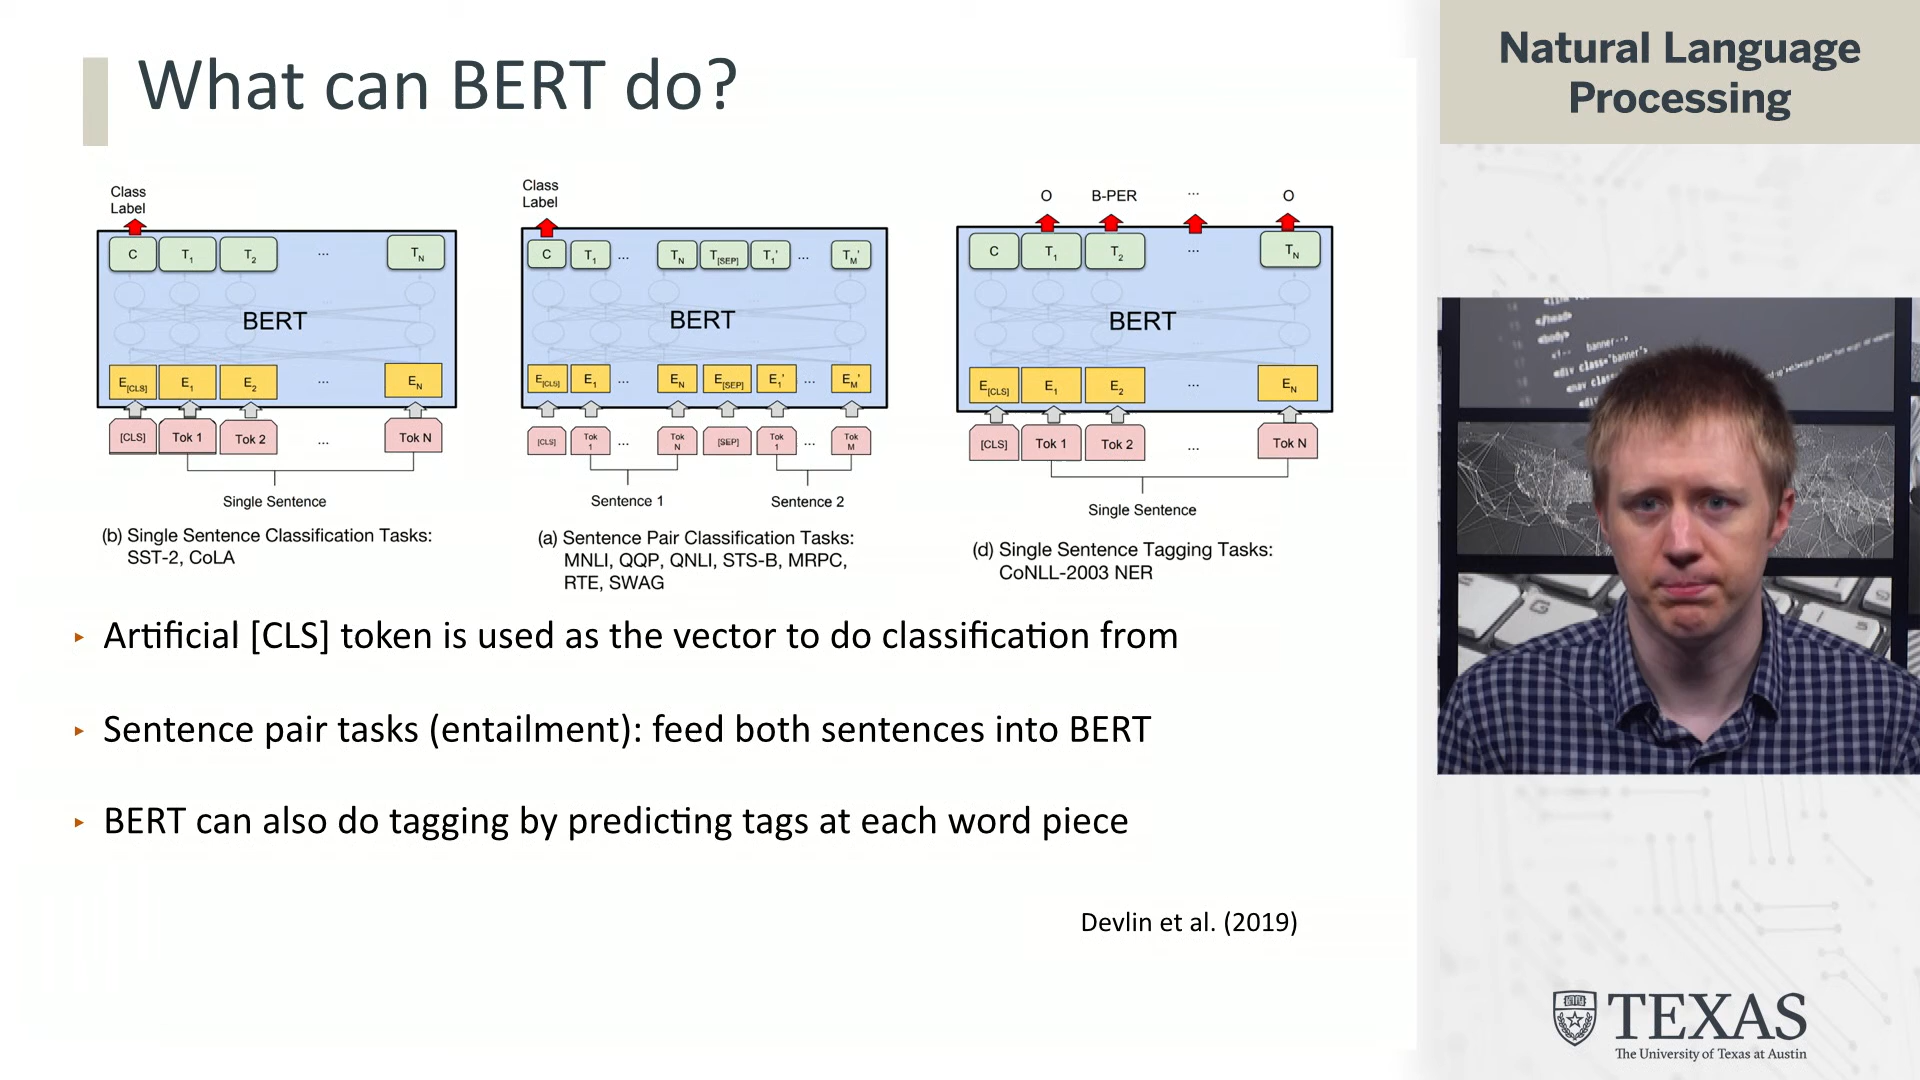 What can BERT do?
Natural Language
Processing
Class
Label
C T1 T2 ... TN
BERT
E[CLS] E1 E2 ... EN
[CLS] Tok 1 Tok 2 ... Tok N
Single Sentence
(b) Single Sentence Classification Tasks:
SST-2, CoLA
Class
Label
C T1 ... TN T[SEP] T1' ... TM'
BERT
E[CLS] E1 ... EN E[SEP] E1' ... EM'
[CLS] Tok 1 ... Tok N [SEP] Tok 1 ... Tok M
Sentence 1 Sentence 2
(a) Sentence Pair Classification Tasks:
MNLI, QQP, QNLI, STS-B, MRPC,
RTE, SWAG
O B-PER ... O
C T1 T2 ... TN
BERT
E[CLS] E1 E2 ... EN
[CLS] Tok 1 Tok 2 ... Tok N
Single Sentence
(d) Single Sentence Tagging Tasks:
CoNLL-2003 NER
▸ Artificial [CLS] token is used as the vector to do classification from
▸ Sentence pair tasks (entailment): feed both sentences into BERT
▸ BERT can also do tagging by predicting tags at each word piece
Devlin et al. (2019)
</head>
<body>
<!-- banner-->
<div class="banner">
TEXAS
The University of Texas at Austin